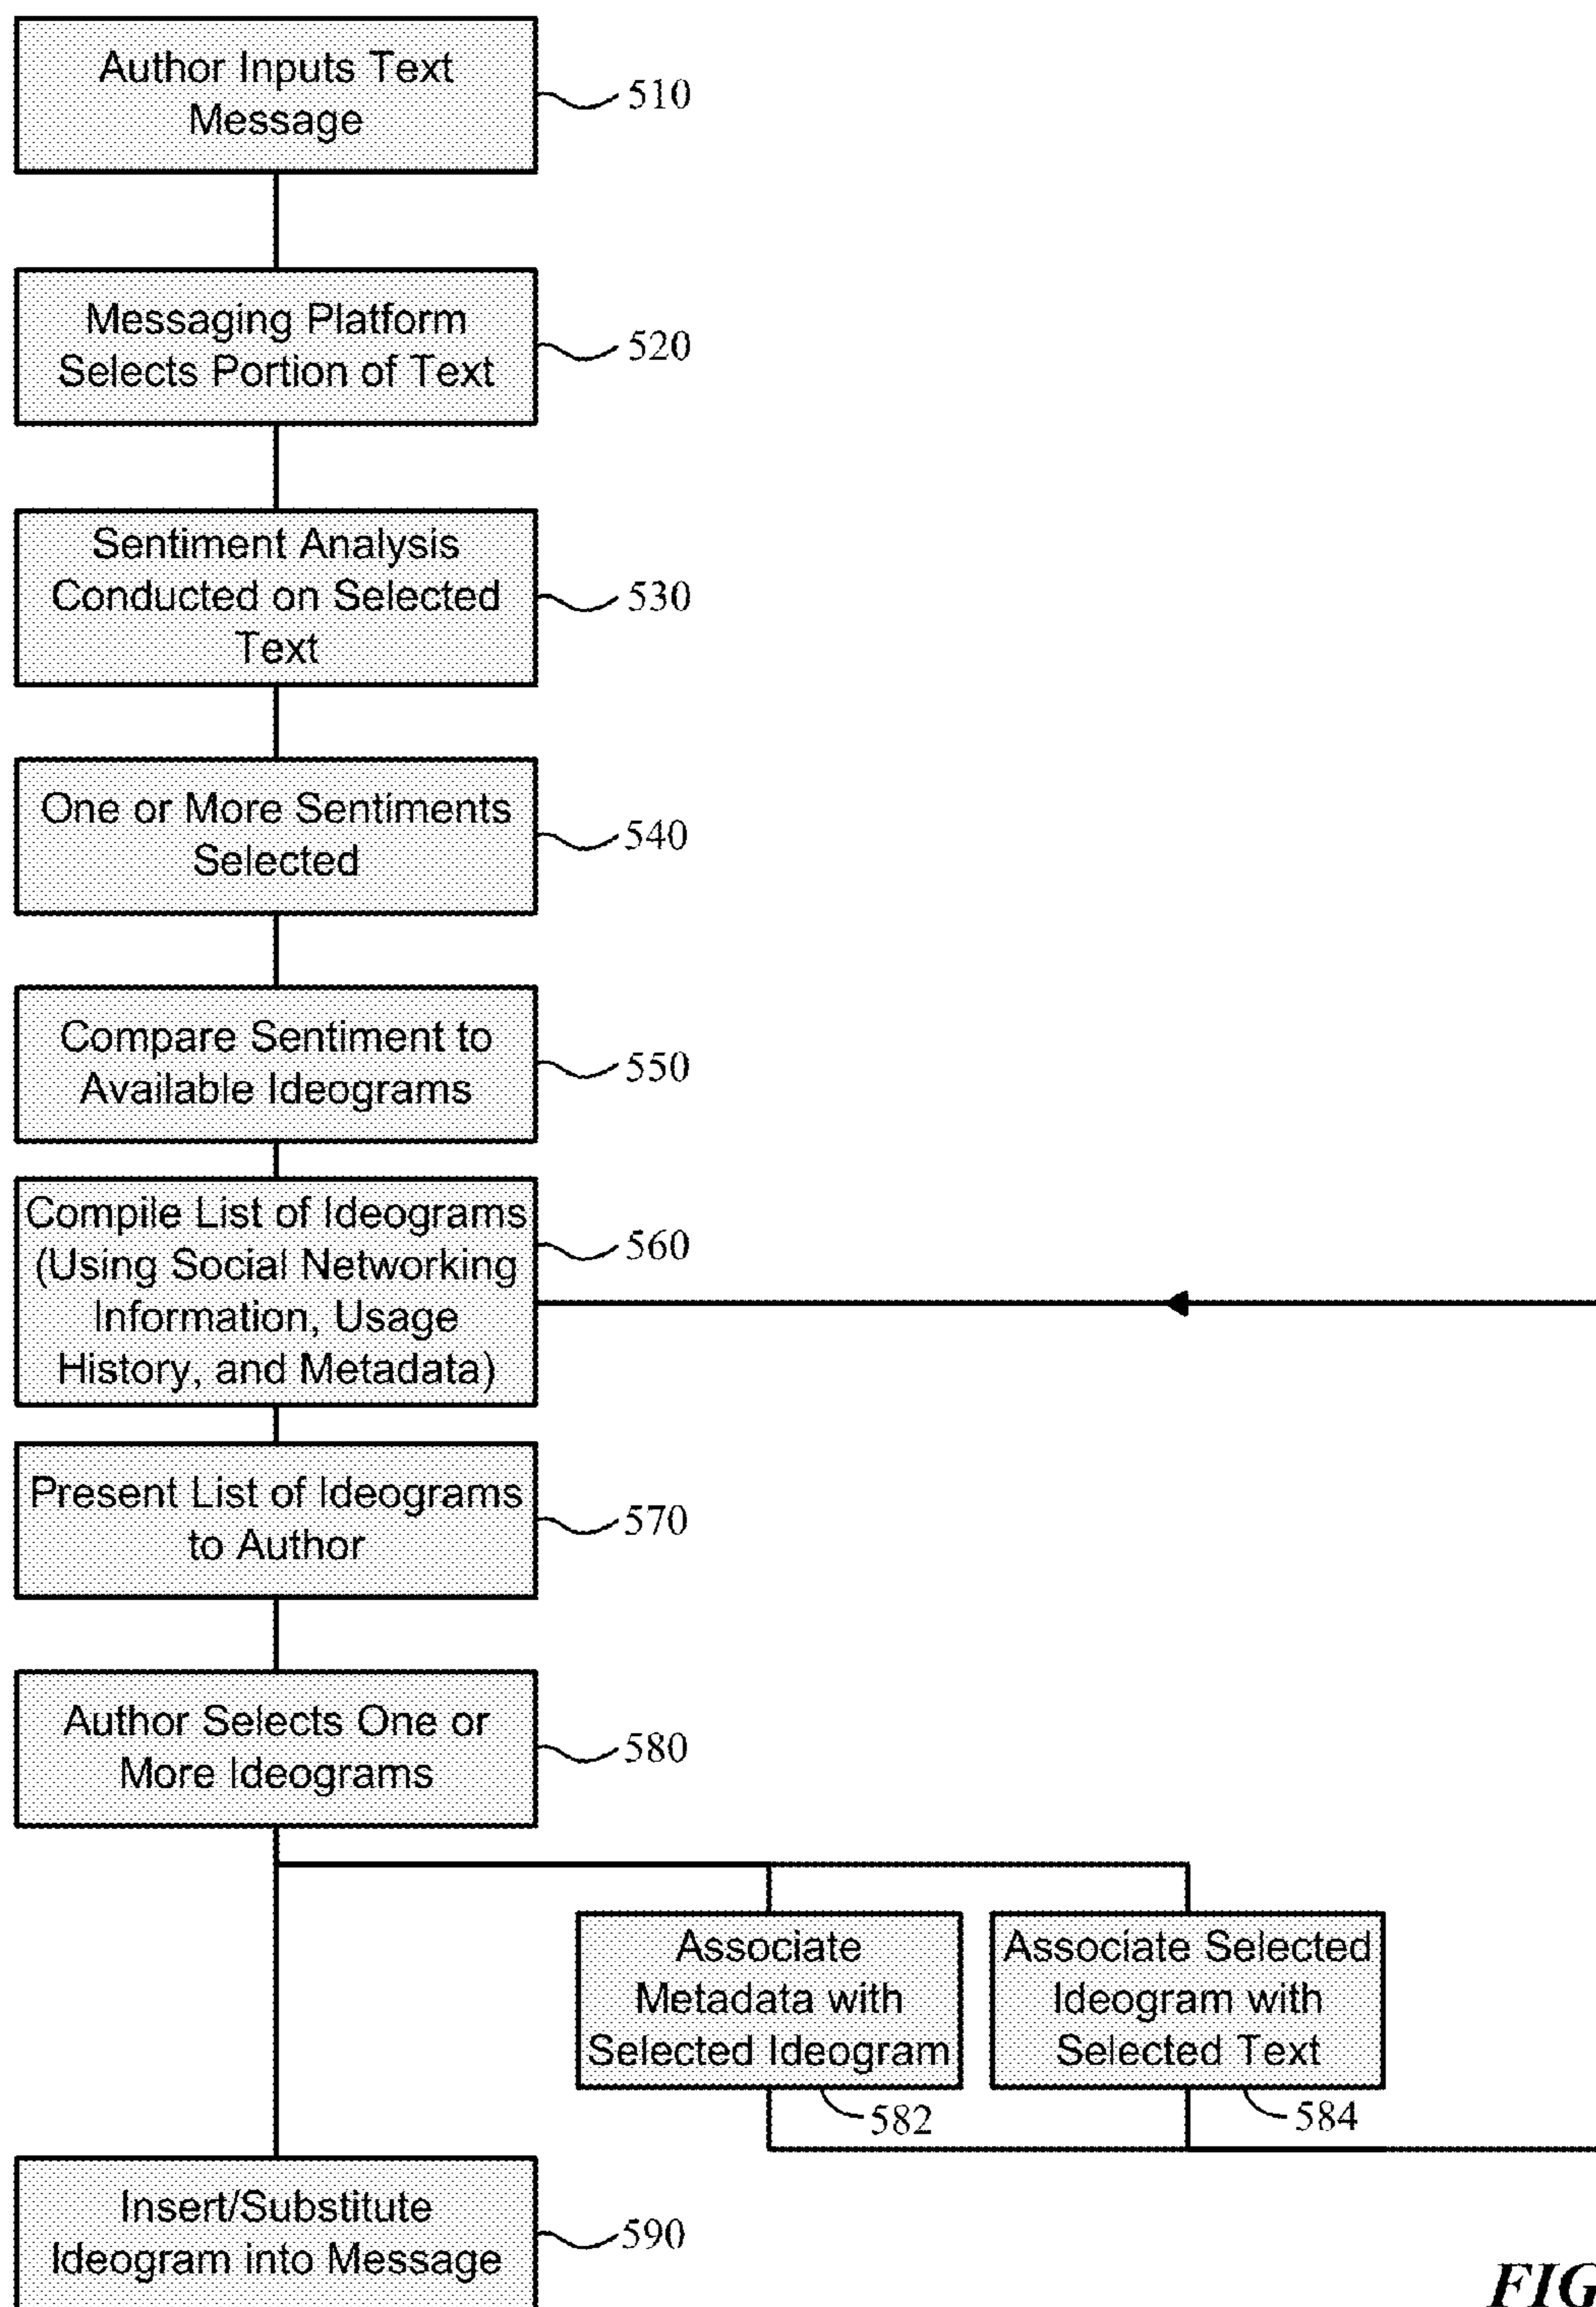 Author Inputs Text
Message
510
Messaging Platform
Selects Portion of Text
520
Sentiment Analysis
Conducted on Selected
Text
530
One or More Sentiments
Selected
540
Compare Sentiment to
Available Ideograms
550
Compile List of Ideograms
(Using Social Networking
Information, Usage
History, and Metadata)
560
Present List of Ideograms
to Author
570
Author Selects One or
More Ideograms
580
Associate
Metadata with
Selected Ideogram
582
Associate Selected
Ideogram with
Selected Text
584
Insert/Substitute
Ideogram into Message
590
FIG